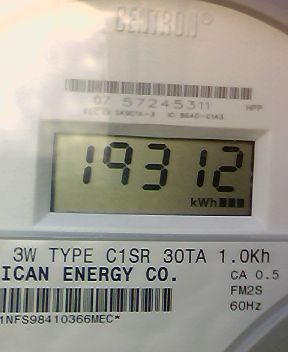 CENTRON®
07 57245311 HPP
19312
kWh
3W TYPE C1SR 30TA 1.0Kh
ICAN ENERGY CO. CA 0.5
FM2S
1NFS98410366MEC* 60Hz